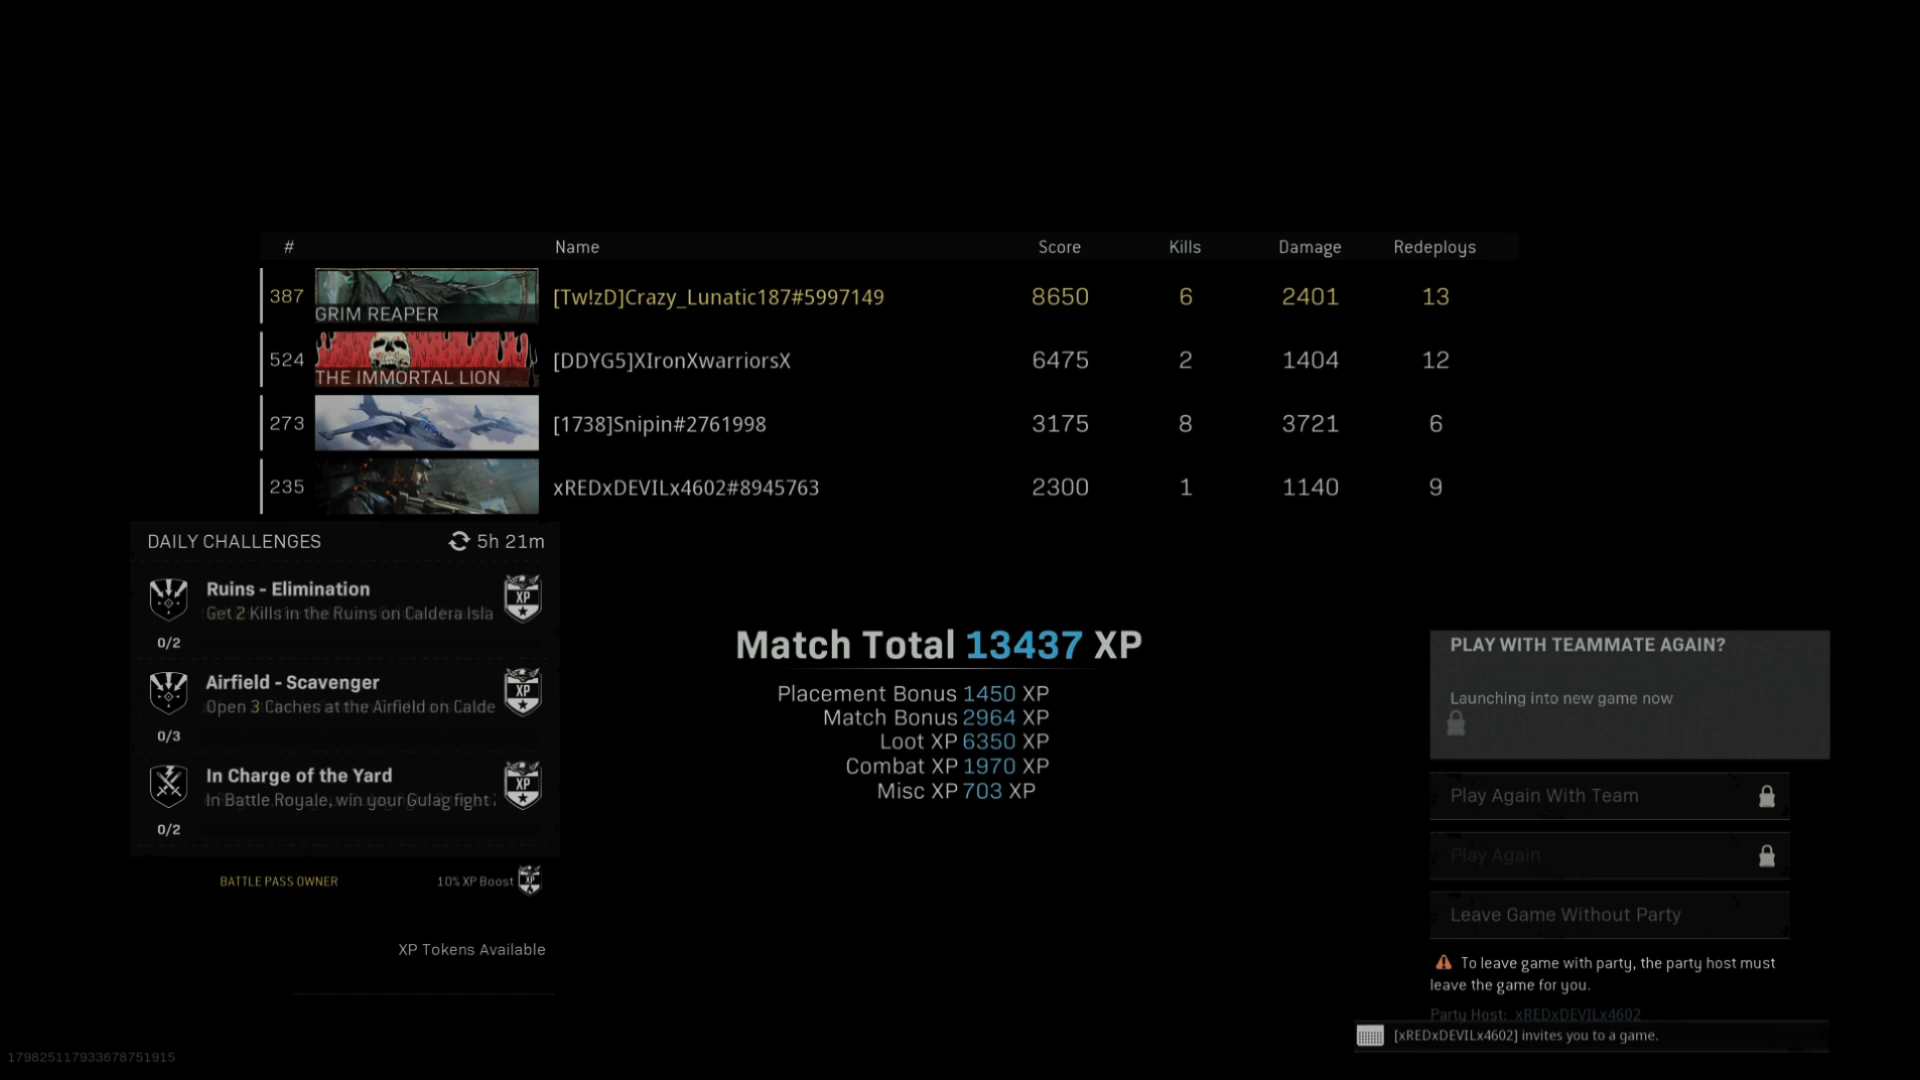 # Name Score Kills Damage Redeploys
387 GRIM REAPER [Tw!zD]Crazy_Lunatic187#5997149 8650 6 2401 13
524 THE IMMORTAL LION [DDYG5]XIronXwarriorsX 6475 2 1404 12
273 [1738]Snipin#2761998 3175 8 3721 6
235 xREDxDEVILx4602#8945763 2300 1 1140 9
DAILY CHALLENGES 5h 21m
Ruins - Elimination
Get 2 Kills in the Ruins on Caldera Isla
XP
0/2
Airfield - Scavenger
Open 3 Caches at the Airfield on Calde
XP
0/3
In Charge of the Yard
In Battle Royale, win your Gulag fight
XP
0/2
BATTLE PASS OWNER 10% XP Boost XP
XP Tokens Available
Match Total 13437 XP
Placement Bonus 1450 XP
Match Bonus 2964 XP
Loot XP 6350 XP
Combat XP 1970 XP
Misc XP 703 XP
PLAY WITH TEAMMATE AGAIN?
Launching into new game now
Play Again With Team
Play Again
Leave Game Without Party
To leave game with party, the party host must
leave the game for you.
Party Host: xREDxDEVILx4602
[xREDxDEVILx4602] invites you to a game.
179825117933678751915